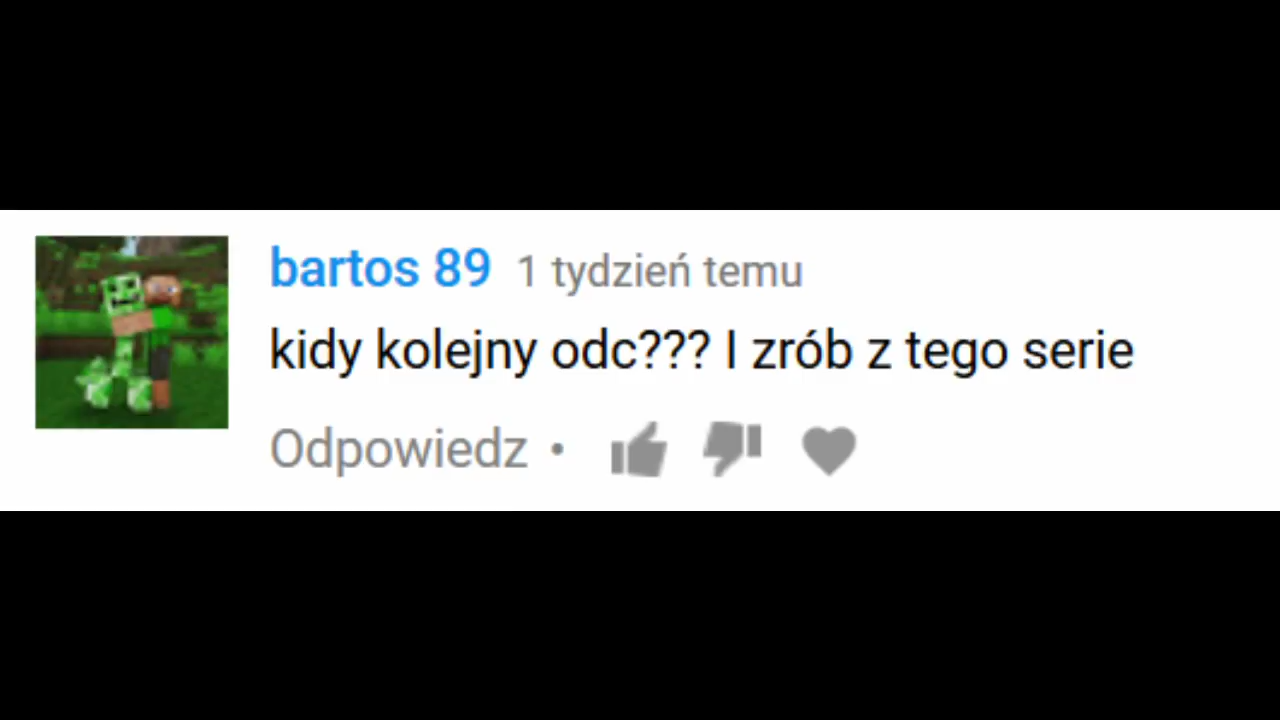 bartos 89 1 tydzień temu
kidy kolejny odc??? I zrób z tego serie
Odpowiedz •